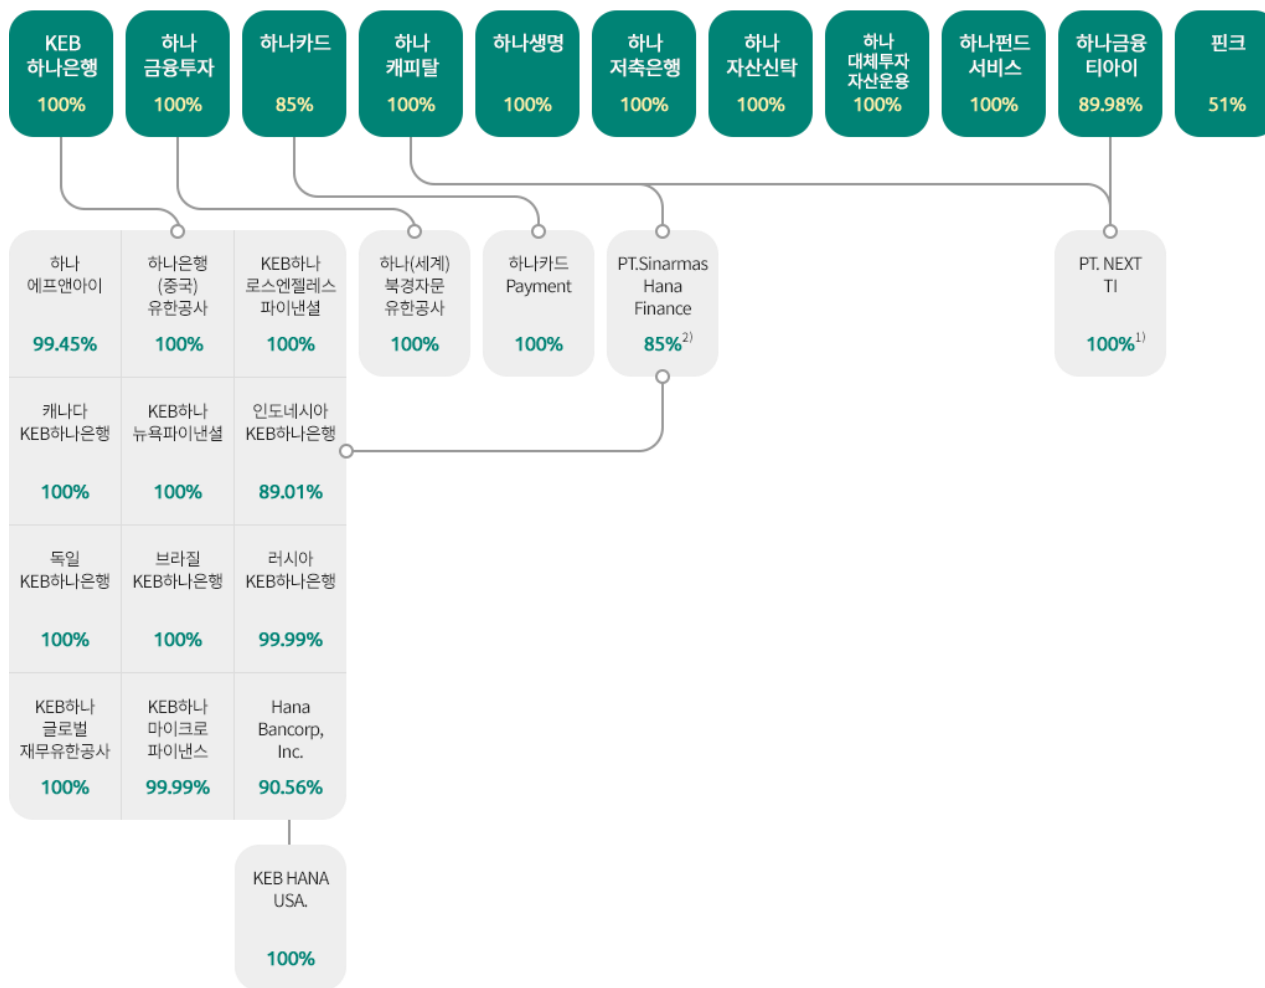 KEB
하나은행
100%
하나
금융투자
100%
하나카드
85%
하나
캐피탈
100%
하나생명
100%
하나
저축은행
100%
하나
자산신탁
100%
하나
대체투자
자산운용
100%
하나펀드
서비스
100%
하나금융
티아이
89.98%
핀크
51%
하나
에프앤아이
99.45%
하나은행
(중국)
유한공사
100%
KEB하나
로스엔젤레스
파이낸셜
100%
하나(세계)
북경자문
유한공사
100%
하나카드
Payment
100%
PT.Sinarmas
Hana
Finance
85%2)
PT. NEXT
TI
100%1)
캐나다
KEB하나은행
100%
KEB하나
뉴욕파이낸셜
100%
인도네시아
KEB하나은행
89.01%
독일
KEB하나은행
100%
브라질
KEB하나은행
100%
러시아
KEB하나은행
99.99%
KEB하나
글로벌
재무유한공사
100%
KEB하나
마이크로
파이낸스
99.99%
Hana
Bancorp,
Inc.
90.56%
KEB HANA
USA.
100%